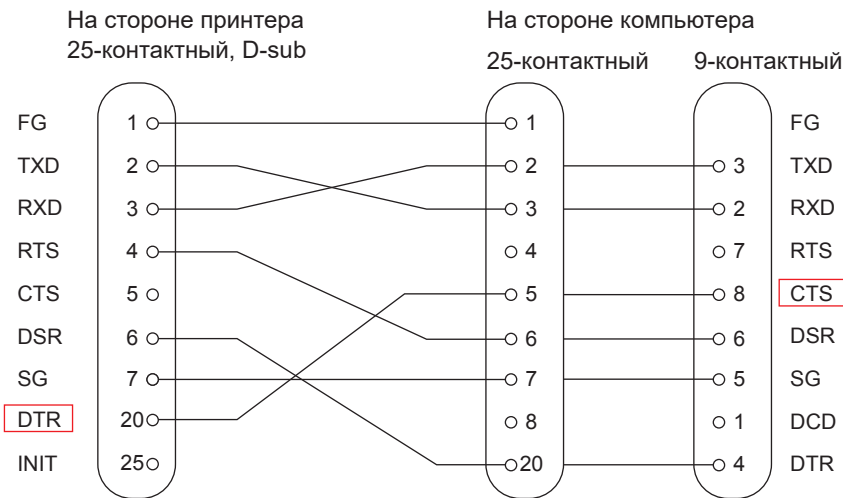 На стороне принтера
25-контактный, D-sub
На стороне компьютера
25-контактный 9-контактный
FG 1 1 FG
TXD 2 2 3 TXD
RXD 3 3 2 RXD
RTS 4 4 7 RTS
CTS 5 5 8 CTS
DSR 6 6 6 DSR
SG 7 7 5 SG
DTR 20 8 1 DCD
INIT 25 20 4 DTR